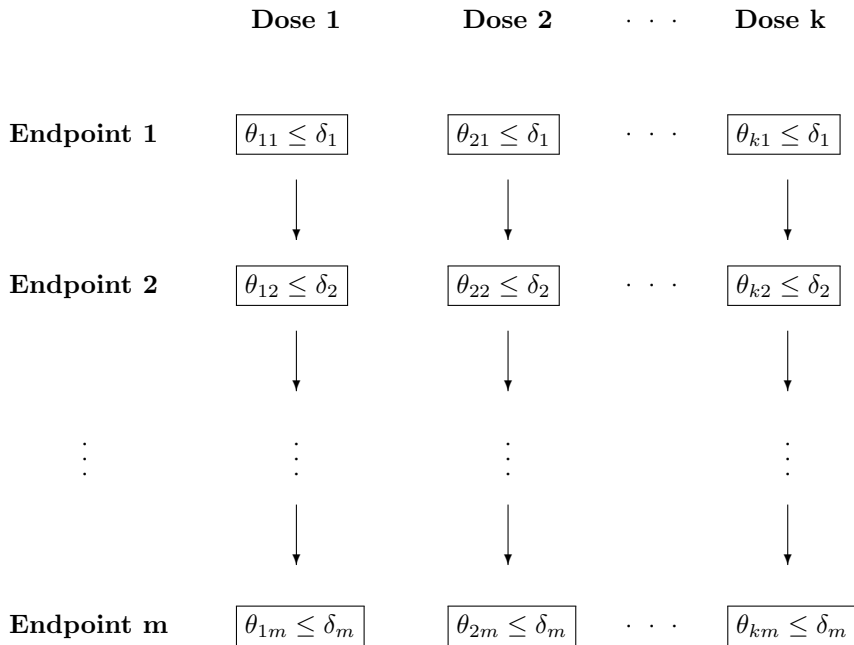 Dose 1 Dose 2 · · · Dose k
Endpoint 1 θ₁₁ ≤ δ₁ θ₂₁ ≤ δ₁ · · · θₖ₁ ≤ δ₁
Endpoint 2 θ₁₂ ≤ δ₂ θ₂₂ ≤ δ₂ · · · θₖ₂ ≤ δ₂
⋮ ⋮ ⋮ ⋮
Endpoint m θ₁ₘ ≤ δₘ θ₂ₘ ≤ δₘ · · · θₖₘ ≤ δₘ